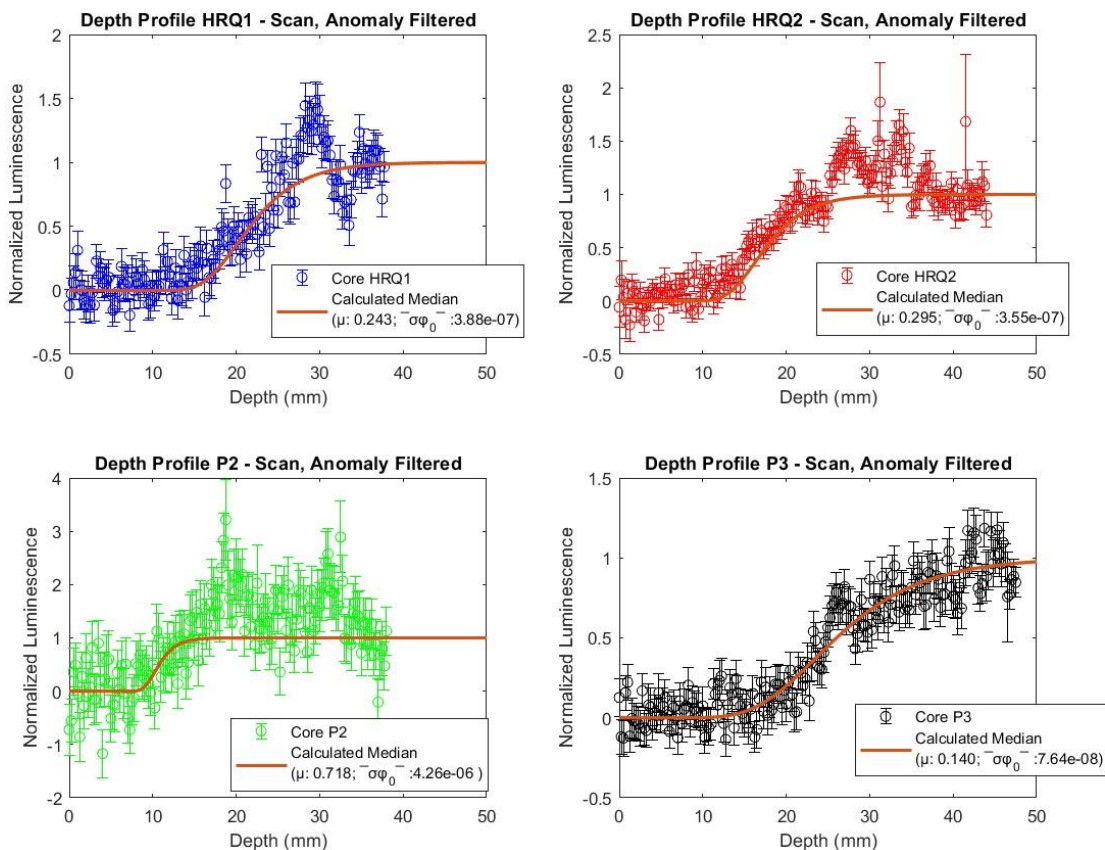 Depth Profile HRQ1 - Scan, Anomaly Filtered
2
1.5
1
0.5
0
-0.5
Normalized Luminescence
Core HRQ1
Calculated Median
(μ: 0.243; ¯σφ₀¯ :3.88e-07)
0 10 20 30 40 50
Depth (mm)
Depth Profile HRQ2 - Scan, Anomaly Filtered
2.5
2
1.5
1
0.5
0
-0.5
Normalized Luminescence
Core HRQ2
Calculated Median
(μ: 0.295; ¯σφ₀¯ :3.55e-07)
0 10 20 30 40 50
Depth (mm)
Depth Profile P2 - Scan, Anomaly Filtered
4
3
2
1
0
-1
-2
Normalized Luminescence
Core P2
Calculated Median
(μ: 0.718; ¯σφ₀¯ :4.26e-06 )
0 10 20 30 40 50
Depth (mm)
Depth Profile P3 - Scan, Anomaly Filtered
1.5
1
0.5
0
-0.5
Normalized Luminescence
Core P3
Calculated Median
(μ: 0.140; ¯σφ₀¯ :7.64e-08)
0 10 20 30 40 50
Depth (mm)